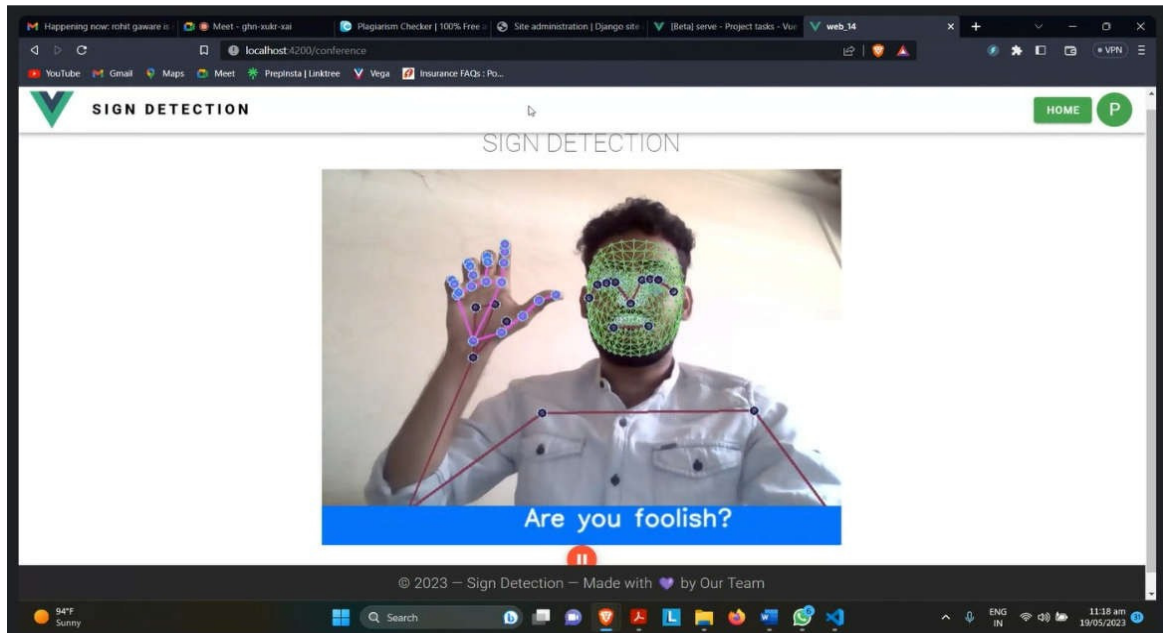 Happening now: rohit gaware is
Meet - ghn-xukr-xai
Plagiarism Checker | 100% Free
Site administration | Django site
[Beta] serve - Project tasks - Vue
web_14
localhost:4200/conference
VPN
YouTube
Gmail
Maps
Meet
PrepInsta | Linktree
Vega
Insurance FAQs : Po...
SIGN DETECTION
HOME
P
SIGN DETECTION
Are you foolish?
© 2023 — Sign Detection — Made with 💜 by Our Team
94°F
Sunny
Search
ENG
IN
11:18 am
19/05/2023